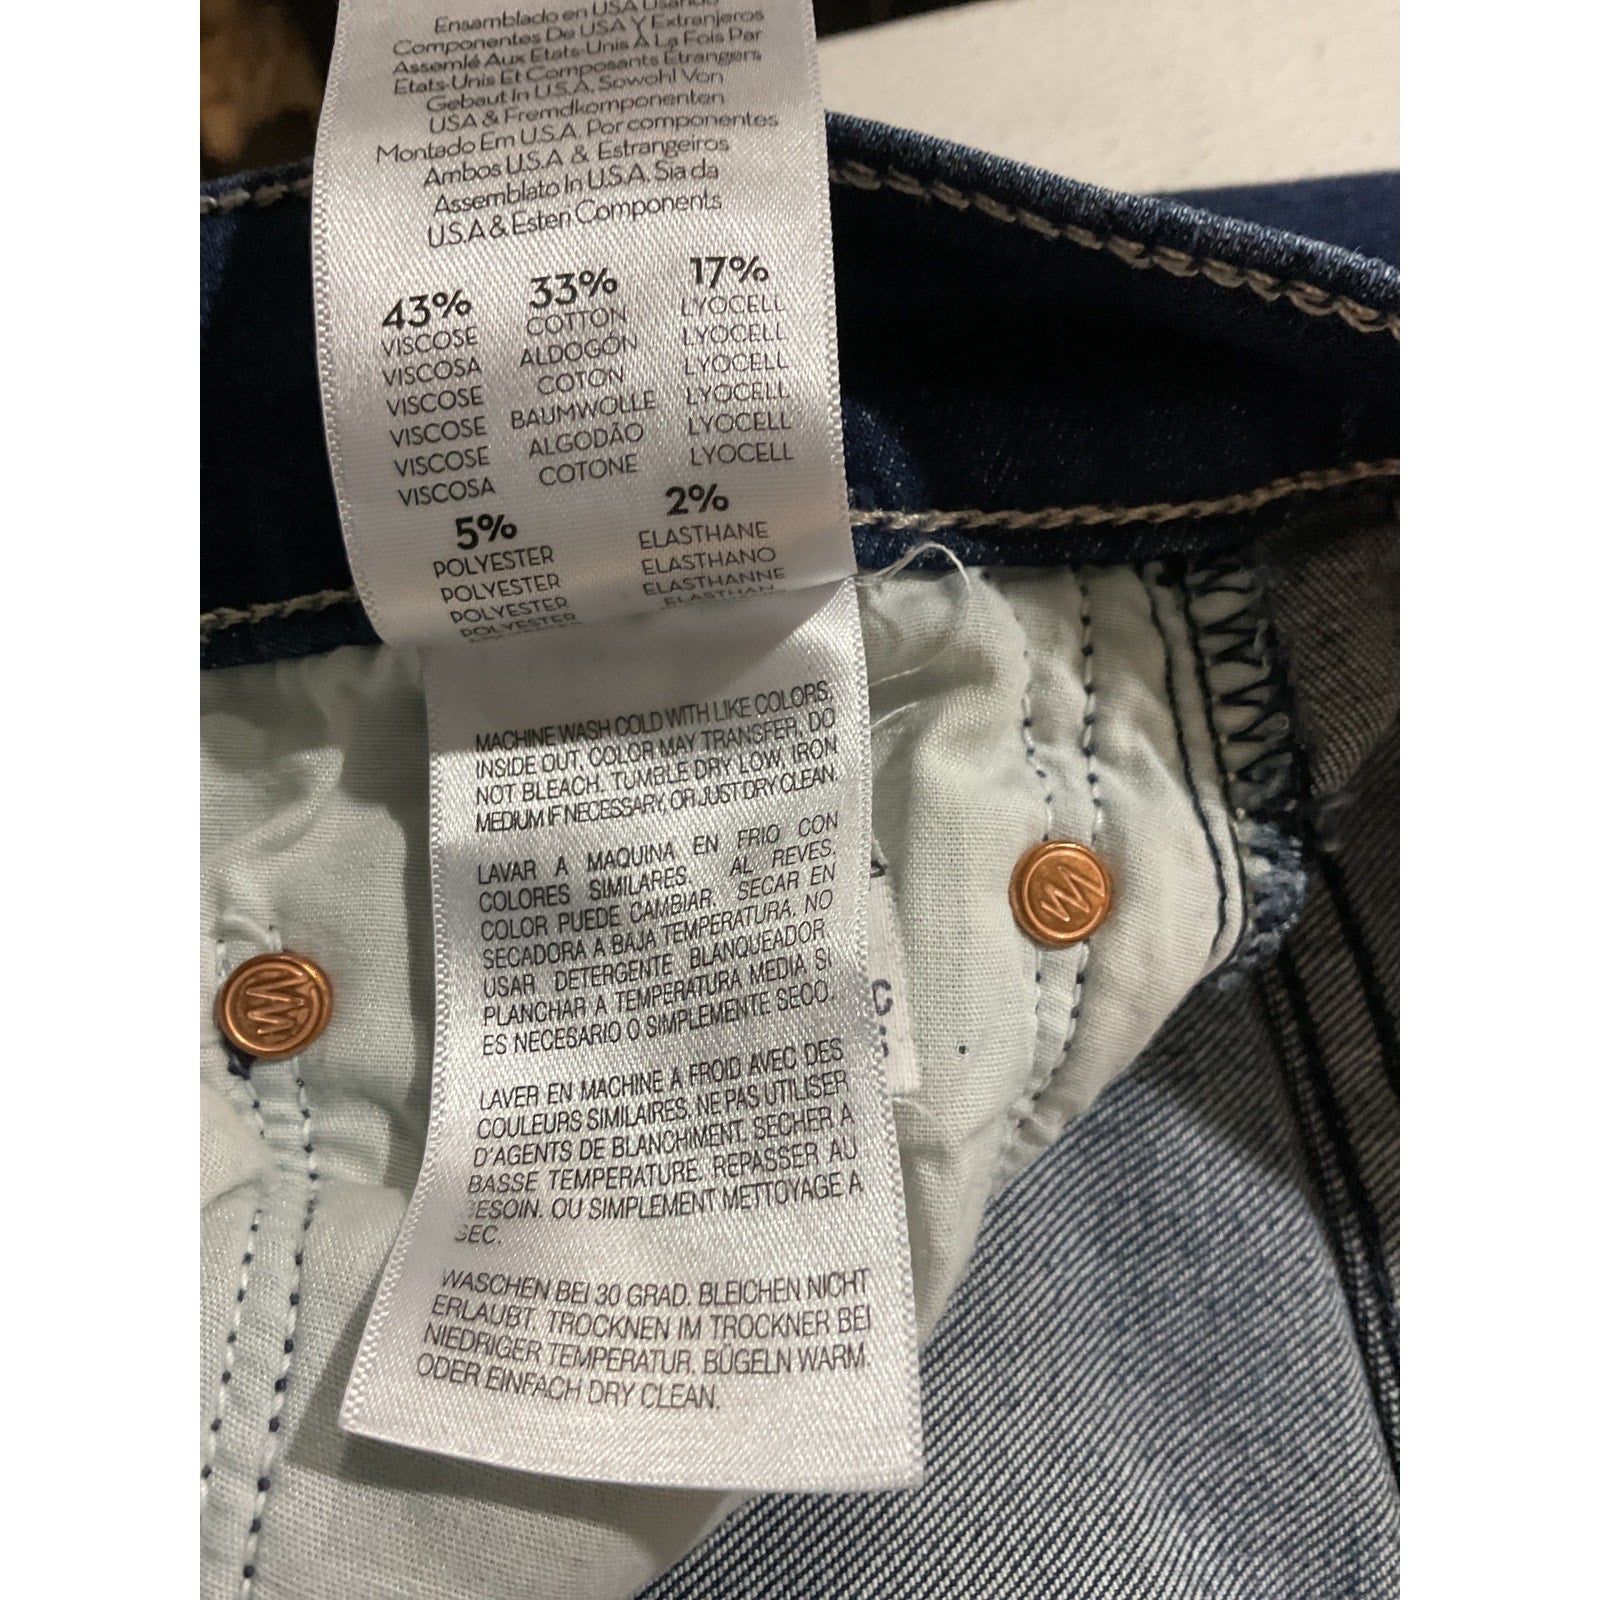 Ensamblado en USA Usando
Componentes De USA Y Extranjeros
Assemlé Aux Etats-Unis À La Fois Par
Etats-Unis Et Composants Etrangers
Gebaut In U.S.A. Sowohl Von
USA & Fremdkomponenten
Montado Em U.S.A. Por componentes
Ambos U.S.A & Estrangeiros
Assemblato In U.S.A. Sia da
U.S.A & Esten Components
43% 33% 17%
VISCOSE COTTON LYOCELL
VISCOSA ALDOGÓN LYOCELL
VISCOSE COTON LYOCELL
VISCOSE BAUMWOLLE LYOCELL
VISCOSE ALGODÃO LYOCELL
VISCOSA COTONE LYOCELL
5% 2%
POLYESTER ELASTHANE
POLYESTER ELASTHANO
POLYESTER ELASTHANNE
POLYESTER ELASTHAN
MACHINE WASH COLD WITH LIKE COLORS,
INSIDE OUT, COLOR MAY TRANSFER, DO
NOT BLEACH. TUMBLE DRY LOW, IRON
MEDIUM IF NECESSARY, OR JUST DRY CLEAN.
LAVAR A MAQUINA EN FRIO CON
COLORES SIMILARES. AL REVES.
COLOR PUEDE CAMBIAR. SECAR EN
SECADORA A BAJA TEMPERATURA. NO
USAR DETERGENTE BLANQUEADOR.
PLANCHAR A TEMPERATURA MEDIA SI
ES NECESARIO O SIMPLEMENTE SECO.
LAVER EN MACHINE A FROID AVEC DES
COULEURS SIMILAIRES. NE PAS UTILISER
D'AGENTS DE BLANCHIMENT. SECHER A
BASSE TEMPERATURE. REPASSER AU
BESOIN. OU SIMPLEMENT METTOYAGE A
SEC.
WASCHEN BEI 30 GRAD. BLEICHEN NICHT
ERLAUBT. TROCKNEN IM TROCKNER BEI
NIEDRIGER TEMPERATUR. BÜGELN WARM.
ODER EINFACH DRY CLEAN.
C